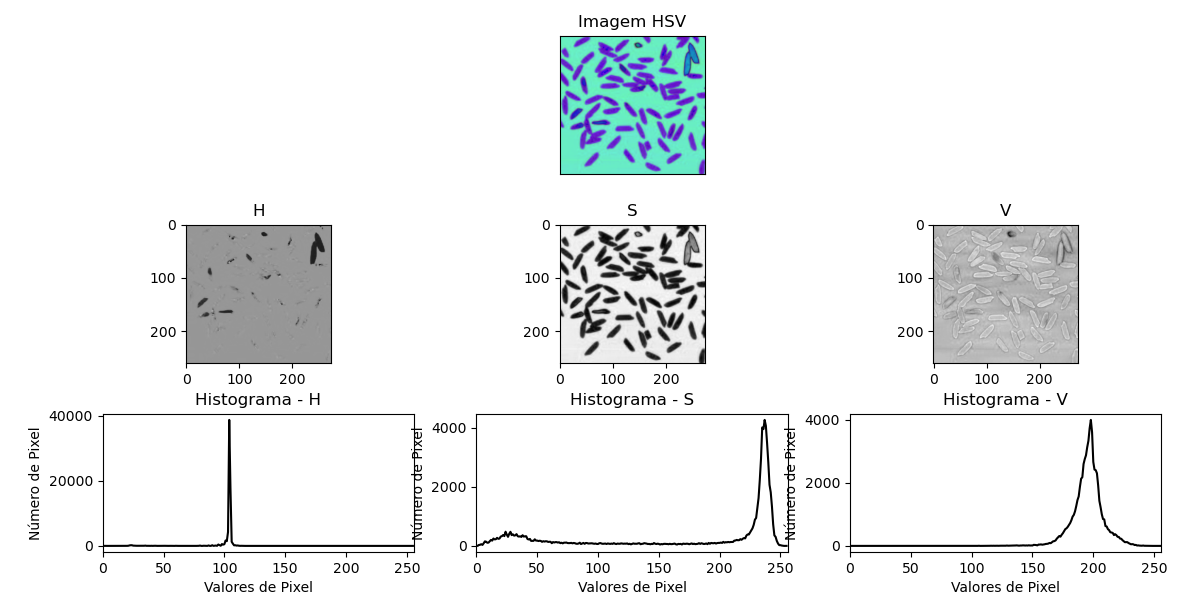 Imagem HSV
H
S
V
0
100
200
0 100 200
0
100
200
0 100 200
0
100
200
0 100 200
Histograma - H
Histograma - S
Histograma - V
Número de Pixel
40000
20000
0
0 50 100 150 200 250
Valores de Pixel
Número de Pixel
4000
2000
0
0 50 100 150 200 250
Valores de Pixel
Número de Pixel
4000
2000
0
0 50 100 150 200 250
Valores de Pixel